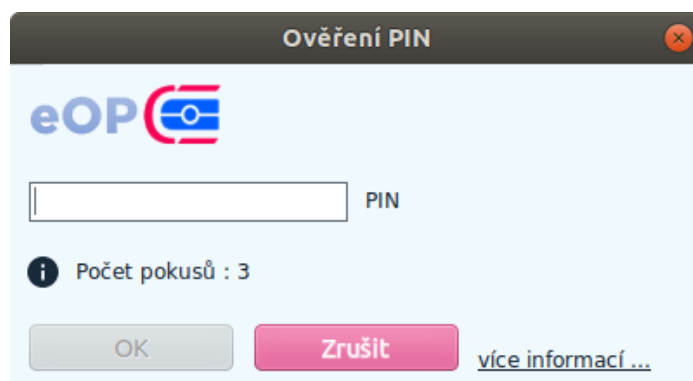 Ověření PIN
eOP
PIN
Počet pokusů : 3
OK
Zrušit
více informací ...